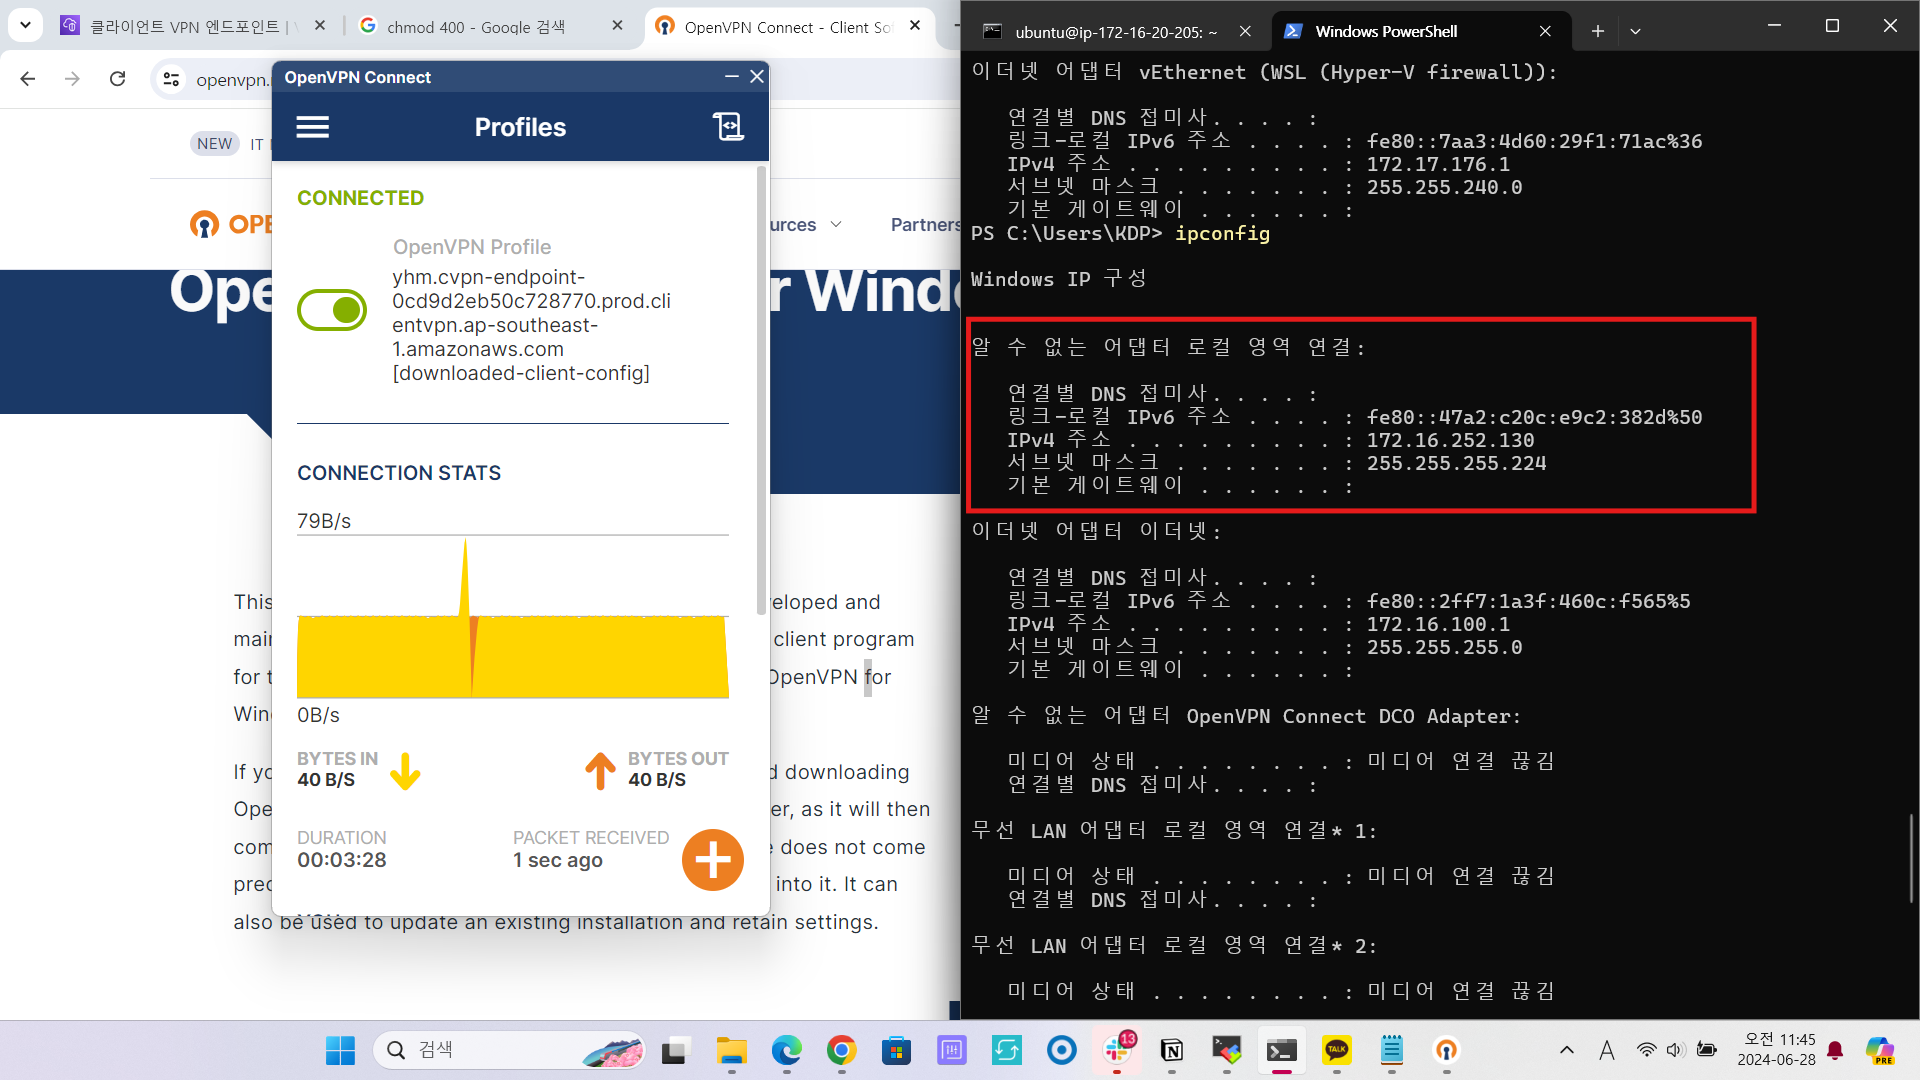 클라이언트 VPN 엔드포인트 |
chmod 400 - Google 검색
OpenVPN Connect - Client So
openvpn.
NEW IT
OPE
urces
Partners
Ope
r Wind
This
eloped and
main
client program
for t
OpenVPN for
Wind
If yo
d downloading
Ope
er, as it will then
com
e does not come
prec
into it. It can
also be used to update an existing installation and retain settings.
OpenVPN Connect
Profiles
CONNECTED
OpenVPN Profile
yhm.cvpn-endpoint-
0cd9d2eb50c728770.prod.cli
entvpn.ap-southeast-
1.amazonaws.com
[downloaded-client-config]
CONNECTION STATS
79B/s
0B/s
BYTES IN
40 B/S
BYTES OUT
40 B/S
DURATION
00:03:28
PACKET RECEIVED
1 sec ago
ubuntu@ip-172-16-20-205: ~
Windows PowerShell
이더넷 어댑터 vEthernet (WSL (Hyper-V firewall)):
연결별 DNS 접미사. . . . :
링크-로컬 IPv6 주소 . . . . : fe80::7aa3:4d60:29f1:71ac%36
IPv4 주소 . . . . . . . . . : 172.17.176.1
서브넷 마스크 . . . . . . . : 255.255.240.0
기본 게이트웨이 . . . . . . :
PS C:\Users\KDP> ipconfig
Windows IP 구성
알 수 없는 어댑터 로컬 영역 연결:
연결별 DNS 접미사. . . . :
링크-로컬 IPv6 주소 . . . . : fe80::47a2:c20c:e9c2:382d%50
IPv4 주소 . . . . . . . . . : 172.16.252.130
서브넷 마스크 . . . . . . . : 255.255.255.224
기본 게이트웨이 . . . . . . :
이더넷 어댑터 이더넷:
연결별 DNS 접미사. . . . :
링크-로컬 IPv6 주소 . . . . : fe80::2ff7:1a3f:460c:f565%5
IPv4 주소 . . . . . . . . . : 172.16.100.1
서브넷 마스크 . . . . . . . : 255.255.255.0
기본 게이트웨이 . . . . . . :
알 수 없는 어댑터 OpenVPN Connect DCO Adapter:
미디어 상태 . . . . . . . . : 미디어 연결 끊김
연결별 DNS 접미사. . . . :
무선 LAN 어댑터 로컬 영역 연결* 1:
미디어 상태 . . . . . . . . : 미디어 연결 끊김
연결별 DNS 접미사. . . . :
무선 LAN 어댑터 로컬 영역 연결* 2:
미디어 상태 . . . . . . . . : 미디어 연결 끊김
검색
13
TALK
A
오전 11:45
2024-06-28
PRE